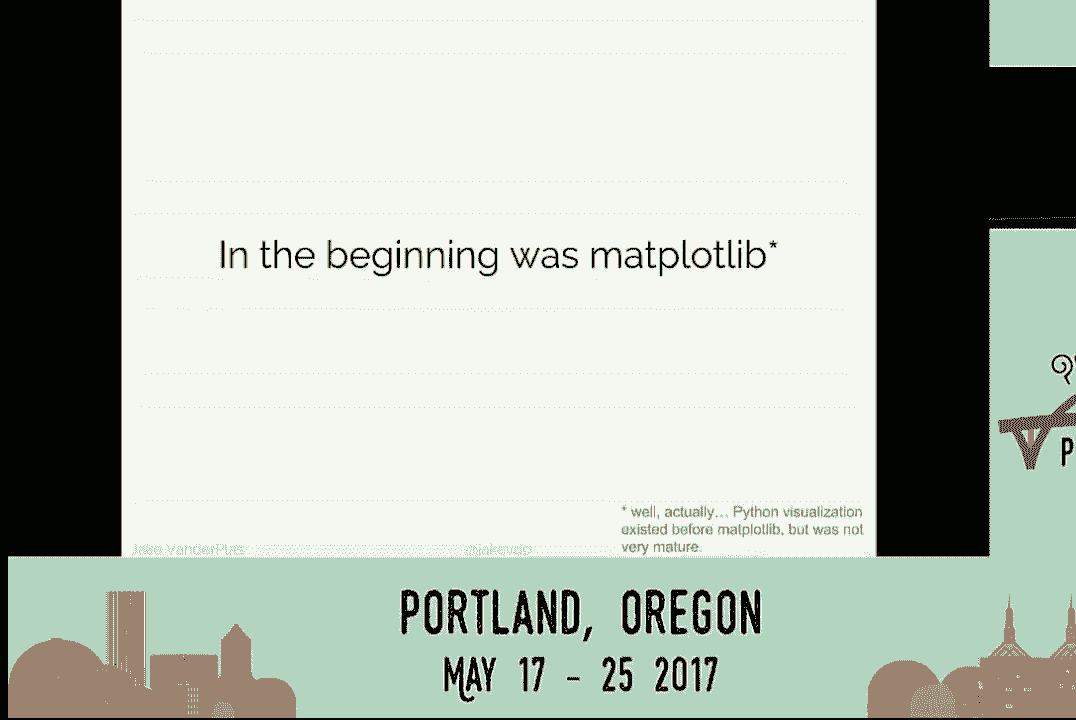 In the beginning was matplotlib*
* well, actually... Python visualization
existed before matplotlib, but was not
very mature.
Jake VanderPlas
@jakevdp
PORTLAND, OREGON
MAY 17 - 25 2017